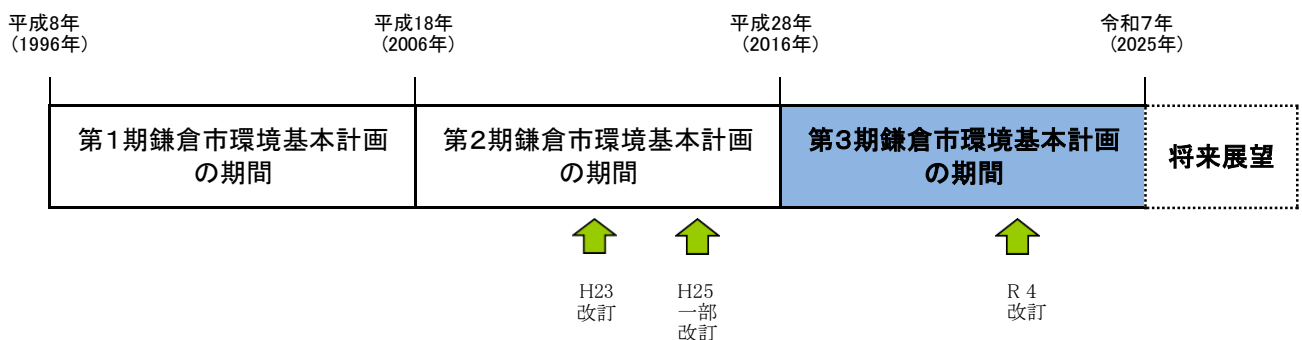 平成8年
（1996年）
平成18年
（2006年）
平成28年
（2016年）
令和7年
（2025年）
第1期鎌倉市環境基本計画
の期間
第2期鎌倉市環境基本計画
の期間
第3期鎌倉市環境基本計画
の期間
将来展望
H23
改訂
H25
一部
改訂
R 4
改訂